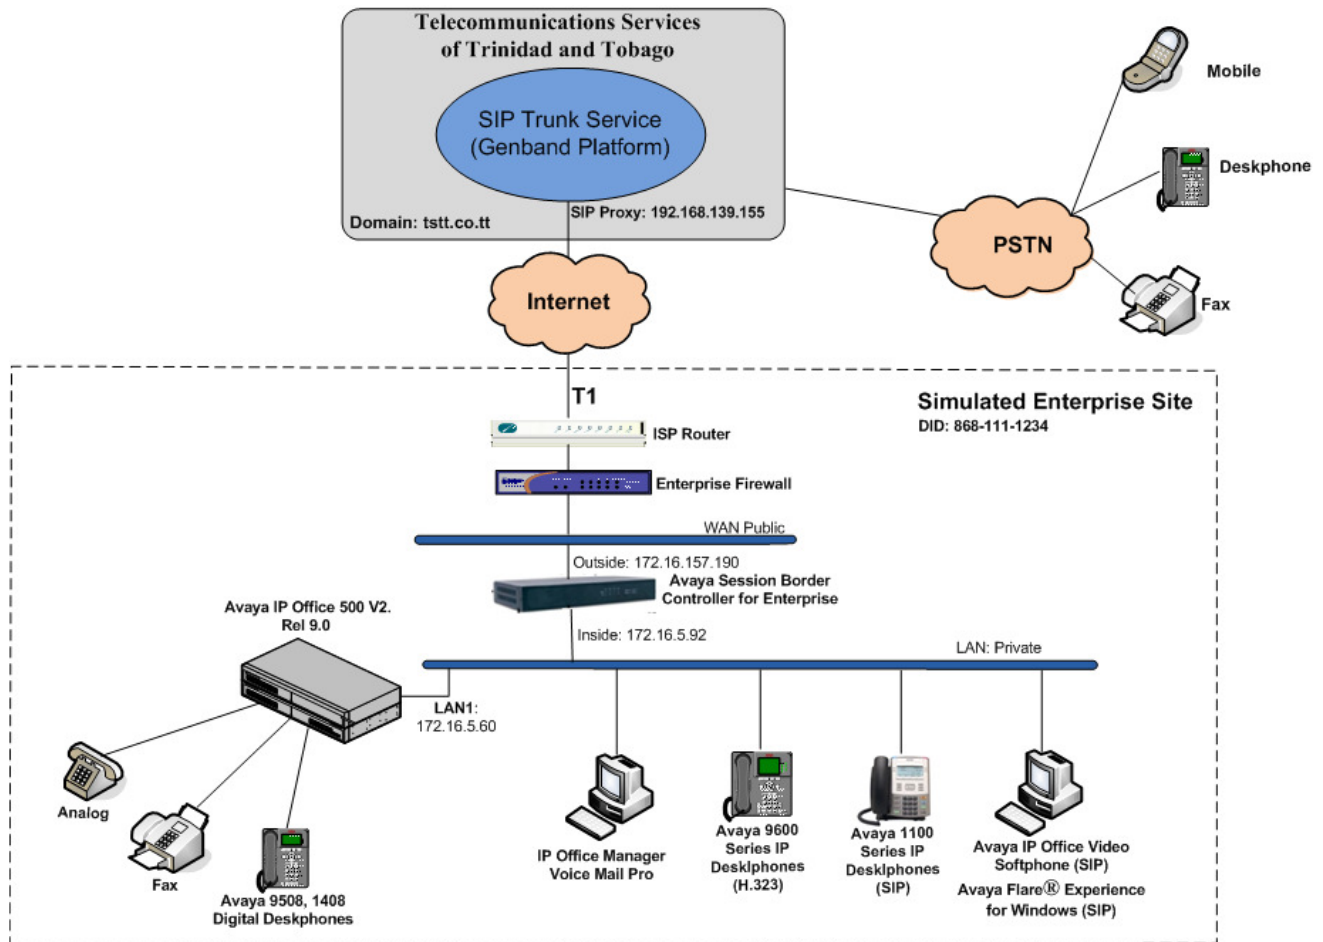 Telecommunications Services
of Trinidad and Tobago
SIP Trunk Service
(Genband Platform)
SIP Proxy: 192.168.139.155
Domain: tstt.co.tt
Mobile
Deskphone
PSTN
Fax
Internet
T1
Simulated Enterprise Site
DID: 868-111-1234
ISP Router
Enterprise Firewall
WAN Public
Outside: 172.16.157.190
Avaya Session Border
Controller for Enterprise
Inside: 172.16.5.92
Avaya IP Office 500 V2.
Rel 9.0
LAN: Private
LAN1:
172.16.5.60
Analog
Fax
Avaya 9508, 1408
Digital Deskphones
IP Office Manager
Voice Mail Pro
Avaya 9600
Series IP
Desklphones
(H.323)
Avaya 1100
Series IP
Desklphones
(SIP)
Avaya IP Office Video
Softphone (SIP)
Avaya Flare® Experience
for Windows (SIP)